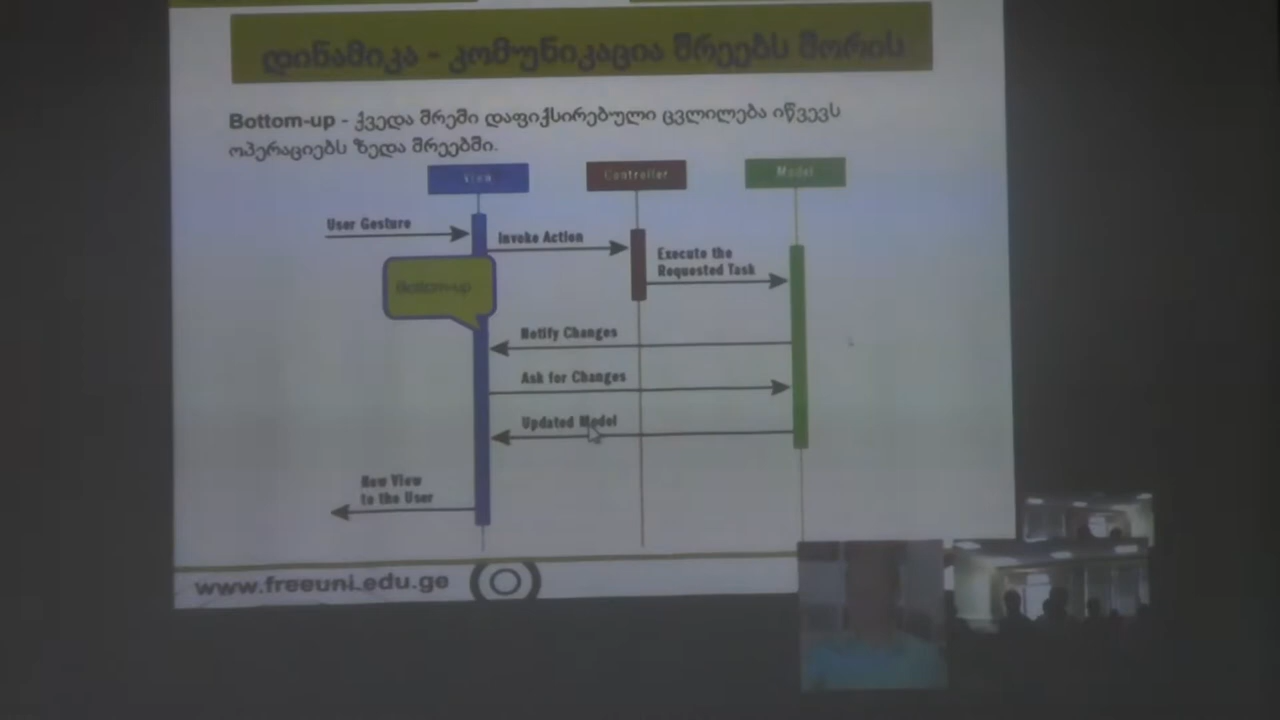 დინამიკა - კომუნიკაცია შრეებს შორის
Bottom-up - ქვედა შრეში დაფიქსირებული ცვლილება იწვევს
ოპერაციებს ზედა შრეებში.
View
Controller
Model
User Gesture
Invoke Action
Execute the
Requested Task
Bottom-up
Notify Changes
Ask for Changes
Updated Model
New View
to the User
www.freeuni.edu.ge